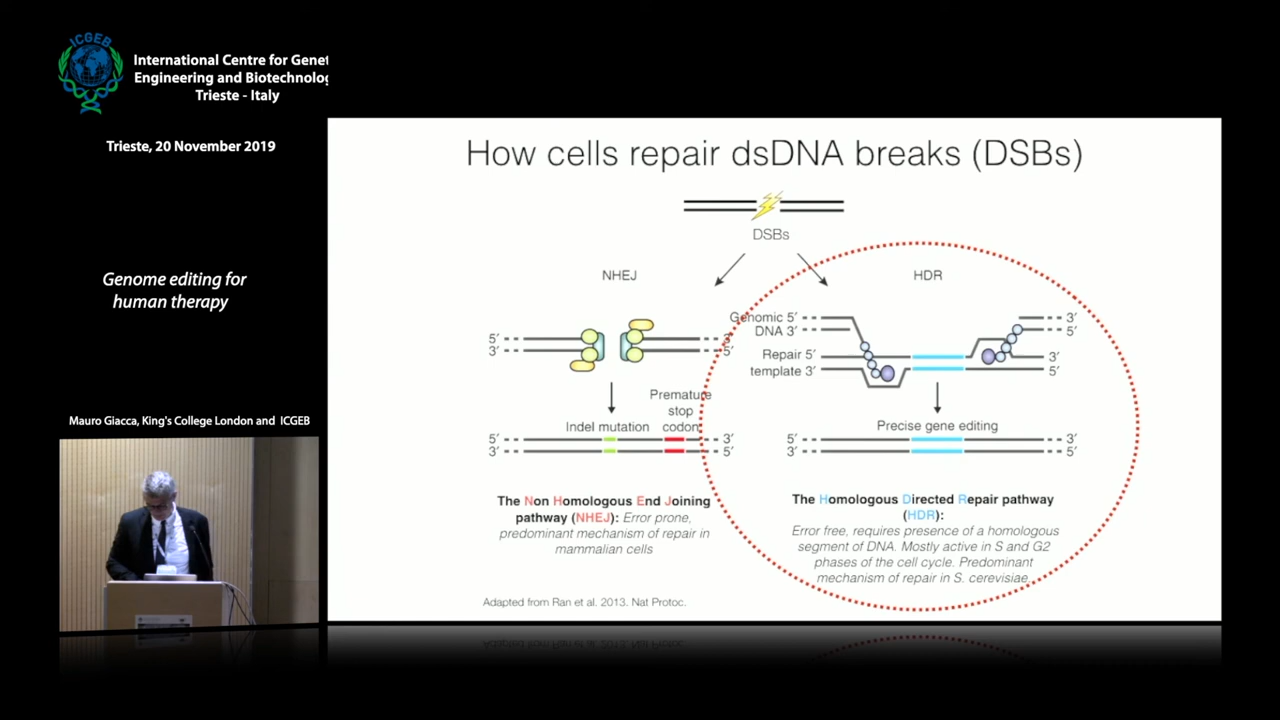 ICGEB
International Centre for Genet
Engineering and Biotechnolog
Trieste - Italy
Trieste, 20 November 2019
Genome editing for
human therapy
Mauro Giacca, King's College London and ICGEB
How cells repair dsDNA breaks (DSBs)
DSBs
NHEJ
HDR
5′ 3′
3′ 5′
Indel mutation
Premature
stop
codon
5′ 3′
3′ 5′
Genomic 5′ 3′
DNA 3′ 5′
Repair 5′ 3′
template 3′ 5′
Precise gene editing
5′ 3′
3′ 5′
The Non Homologous End Joining
pathway (NHEJ): Error prone,
predominant mechanism of repair in
mammalian cells
The Homologous Directed Repair pathway
(HDR):
Error free, requires presence of a homologous
segment of DNA. Mostly active in S and G2
phases of the cell cycle. Predominant
mechanism of repair in S. cerevisiae.
Adapted from Ran et al. 2013. Nat Protoc.